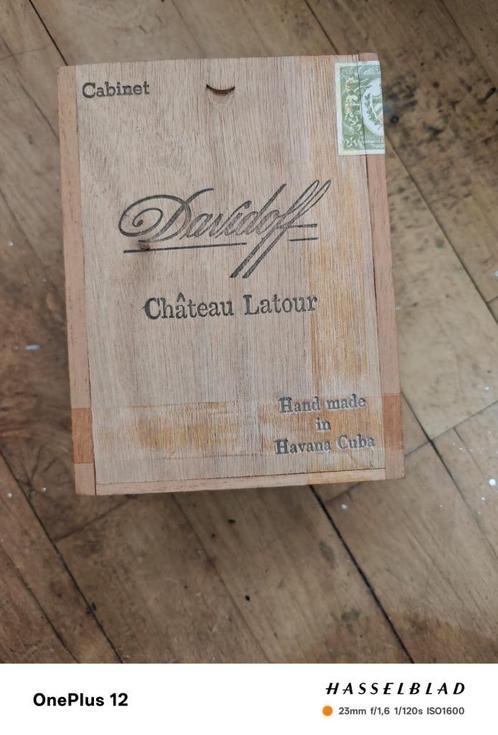 Cabinet
Davidoff
Château Latour
Hand made
in
Havana Cuba
OnePlus 12
HASSELBLAD
23mm f/1,6 1/120s ISO1600